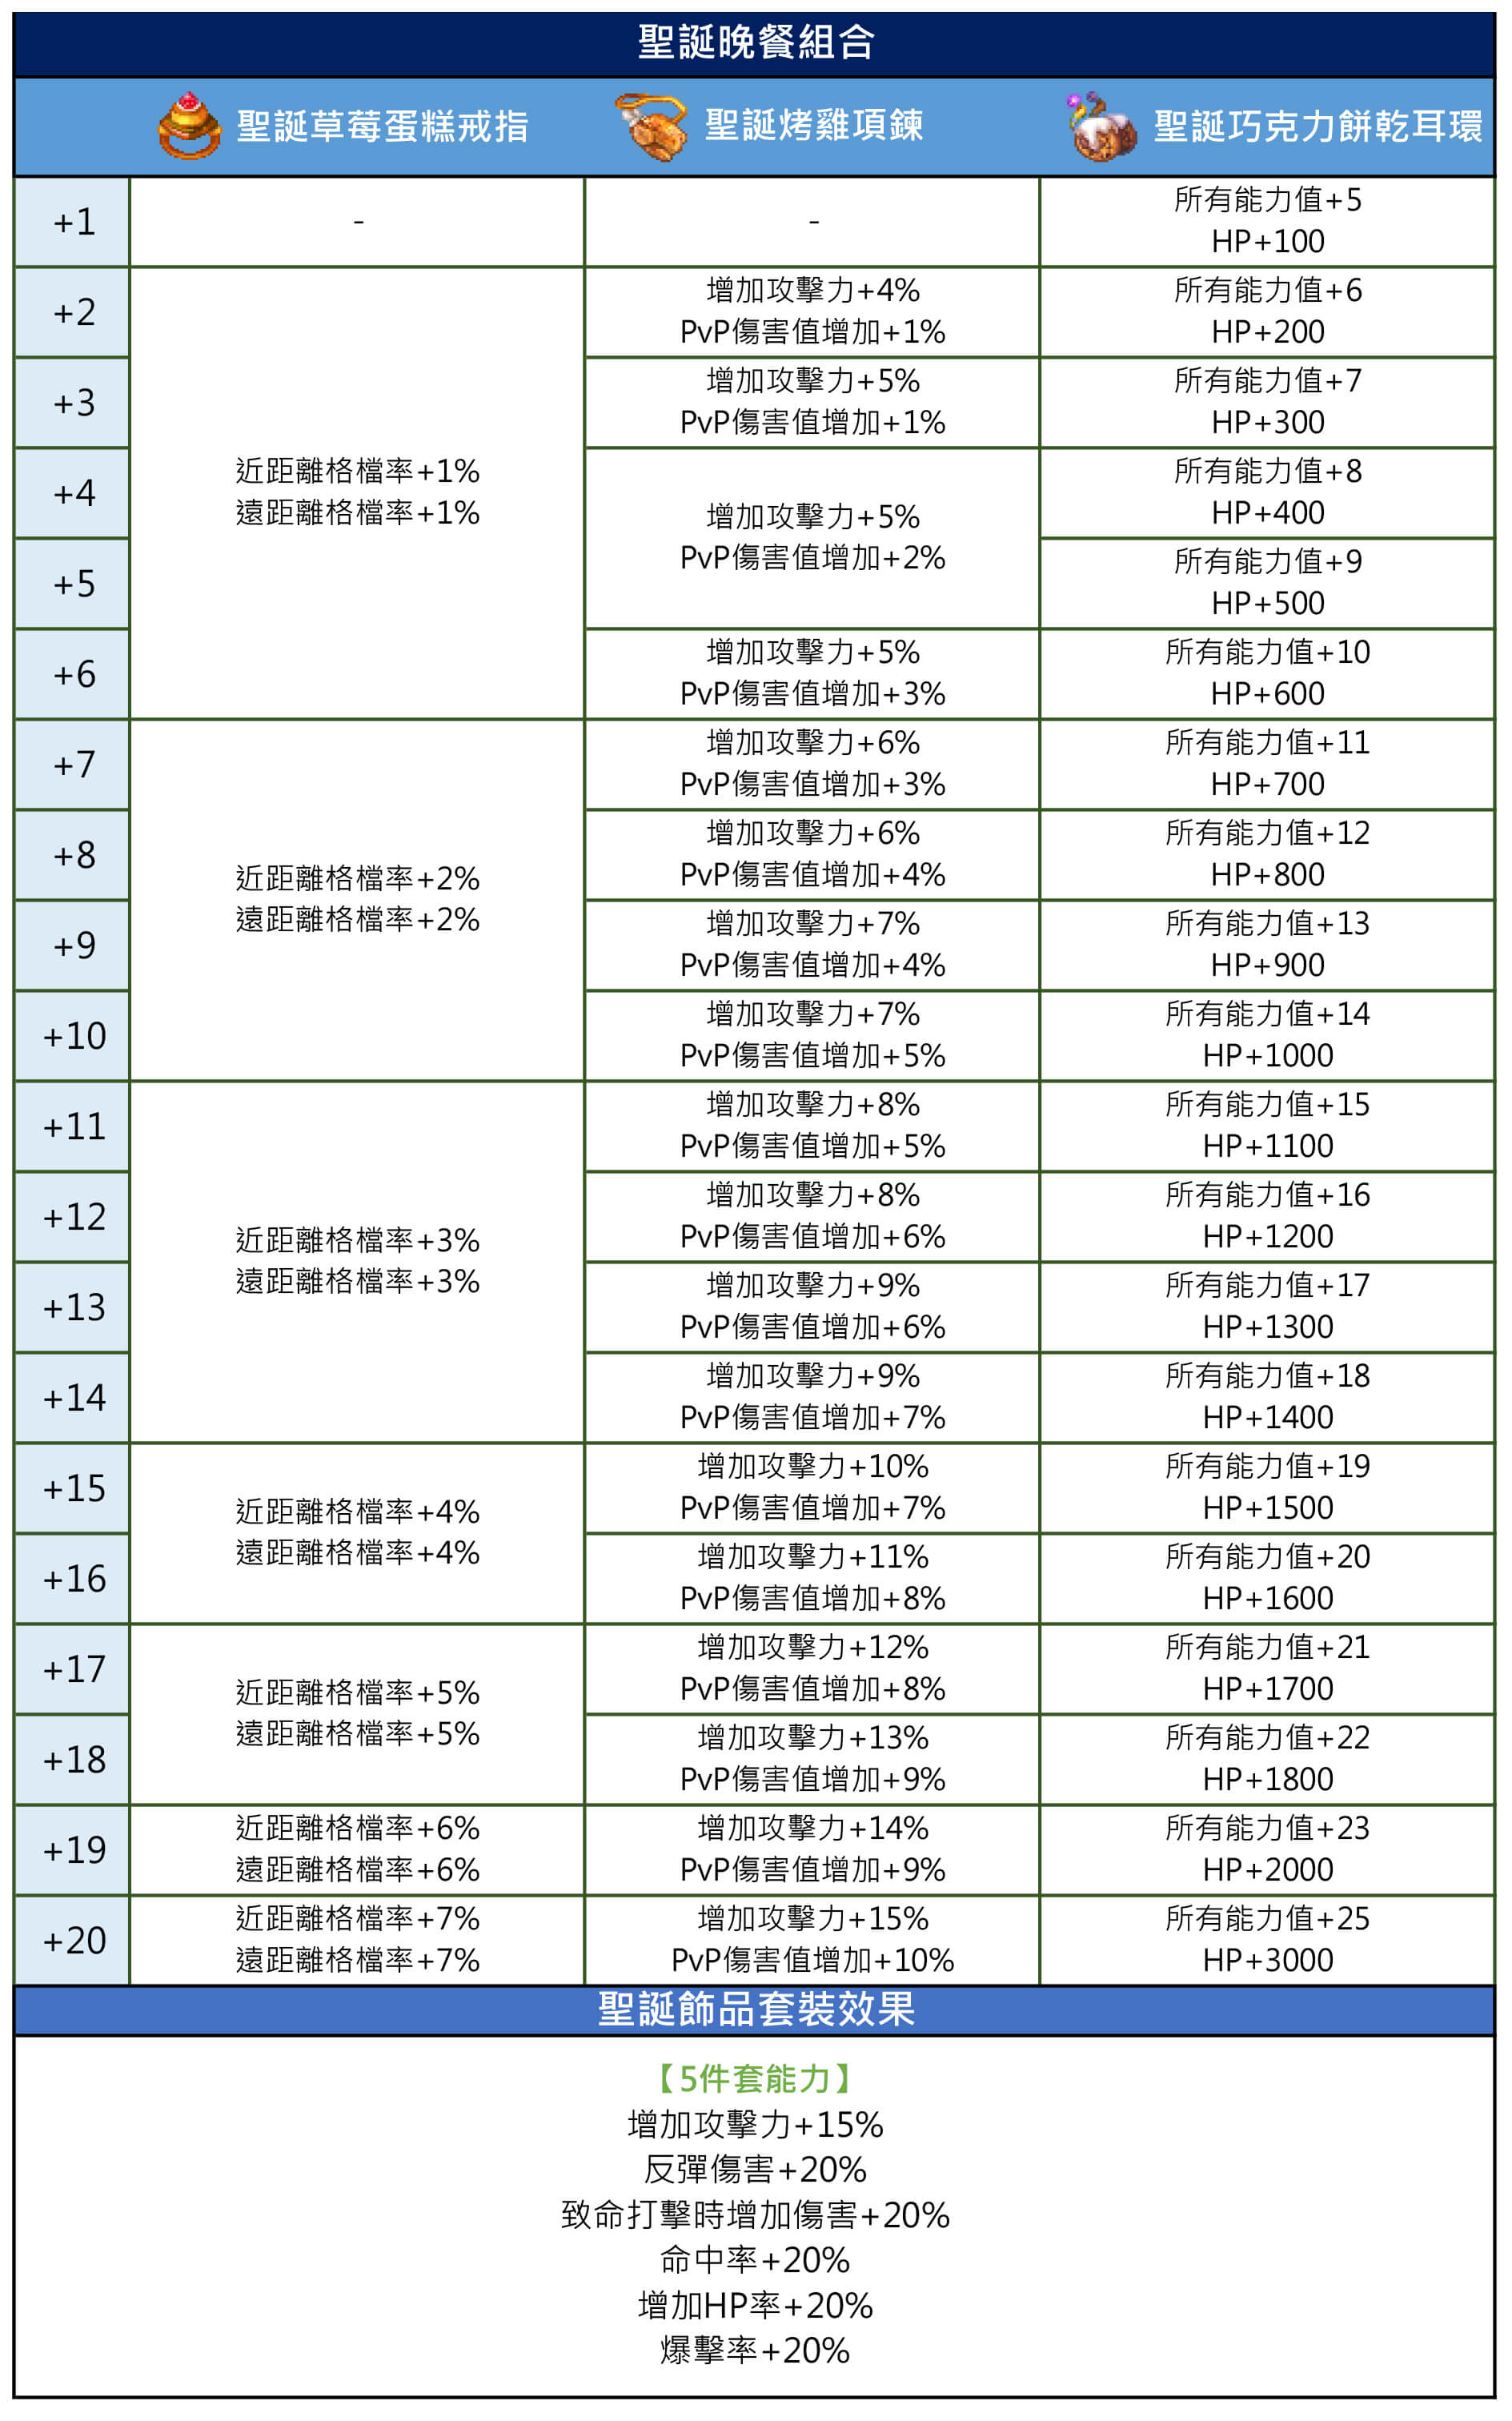 聖誕晚餐組合
聖誕草莓蛋糕戒指
聖誕烤雞項鍊
聖誕巧克力餅乾耳環
+1
-
-
所有能力值+5
HP+100
+2
近距離格檔率+1%
遠距離格檔率+1%
增加攻擊力+4%
PvP傷害值增加+1%
所有能力值+6
HP+200
+3
增加攻擊力+5%
PvP傷害值增加+1%
所有能力值+7
HP+300
+4
增加攻擊力+5%
PvP傷害值增加+2%
所有能力值+8
HP+400
+5
所有能力值+9
HP+500
+6
增加攻擊力+5%
PvP傷害值增加+3%
所有能力值+10
HP+600
+7
近距離格檔率+2%
遠距離格檔率+2%
增加攻擊力+6%
PvP傷害值增加+3%
所有能力值+11
HP+700
+8
增加攻擊力+6%
PvP傷害值增加+4%
所有能力值+12
HP+800
+9
增加攻擊力+7%
PvP傷害值增加+4%
所有能力值+13
HP+900
+10
增加攻擊力+7%
PvP傷害值增加+5%
所有能力值+14
HP+1000
+11
近距離格檔率+3%
遠距離格檔率+3%
增加攻擊力+8%
PvP傷害值增加+5%
所有能力值+15
HP+1100
+12
增加攻擊力+8%
PvP傷害值增加+6%
所有能力值+16
HP+1200
+13
增加攻擊力+9%
PvP傷害值增加+6%
所有能力值+17
HP+1300
+14
增加攻擊力+9%
PvP傷害值增加+7%
所有能力值+18
HP+1400
+15
近距離格檔率+4%
遠距離格檔率+4%
增加攻擊力+10%
PvP傷害值增加+7%
所有能力值+19
HP+1500
+16
增加攻擊力+11%
PvP傷害值增加+8%
所有能力值+20
HP+1600
+17
近距離格檔率+5%
遠距離格檔率+5%
增加攻擊力+12%
PvP傷害值增加+8%
所有能力值+21
HP+1700
+18
增加攻擊力+13%
PvP傷害值增加+9%
所有能力值+22
HP+1800
+19
近距離格檔率+6%
遠距離格檔率+6%
增加攻擊力+14%
PvP傷害值增加+9%
所有能力值+23
HP+2000
+20
近距離格檔率+7%
遠距離格檔率+7%
增加攻擊力+15%
PvP傷害值增加+10%
所有能力值+25
HP+3000
聖誕飾品套裝效果
【5件套能力】
增加攻擊力+15%
反彈傷害+20%
致命打擊時增加傷害+20%
命中率+20%
增加HP率+20%
爆擊率+20%